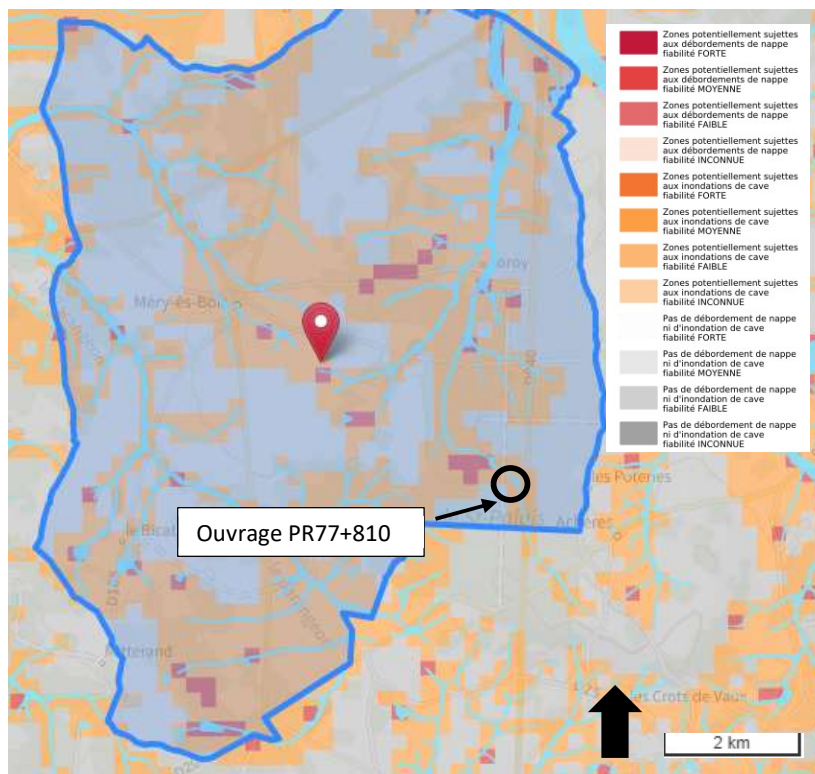 Zones potentiellement sujettes
aux débordements de nappe
fiabilité FORTE
Zones potentiellement sujettes
aux débordements de nappe
fiabilité MOYENNE
Zones potentiellement sujettes
aux débordements de nappe
fiabilité FAIBLE
Zones potentiellement sujettes
aux débordements de nappe
fiabilité INCONNUE
Zones potentiellement sujettes
aux inondations de cave
fiabilité FORTE
Zones potentiellement sujettes
aux inondations de cave
fiabilité MOYENNE
Zones potentiellement sujettes
aux inondations de cave
fiabilité FAIBLE
Zones potentiellement sujettes
aux inondations de cave
fiabilité INCONNUE
Pas de débordement de nappe
ni d'inondation de cave
fiabilité FORTE
Pas de débordement de nappe
ni d'inondation de cave
fiabilité MOYENNE
Pas de débordement de nappe
ni d'inondation de cave
fiabilité FAIBLE
Pas de débordement de nappe
ni d'inondation de cave
fiabilité INCONNUE
Méry-ès-Bois
les Poteries
Achères
Ouvrage PR77+810
les Crots de Vaux
2 km